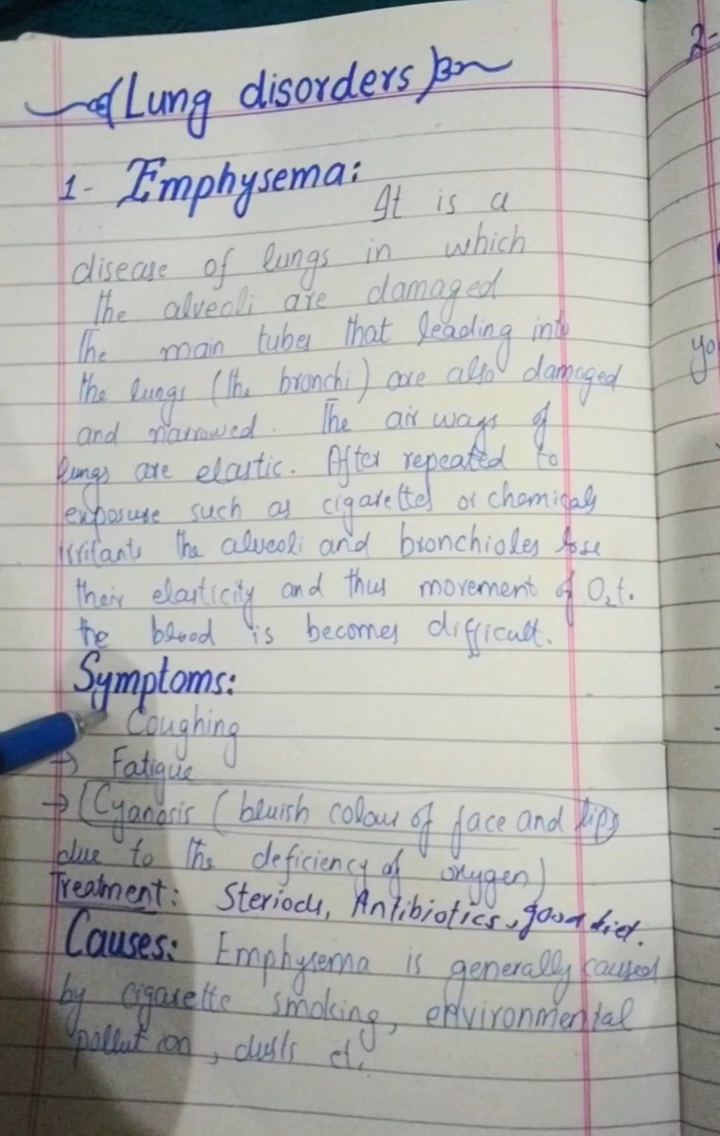 (Lung disorders)
1- Emphysema:
It is a
disease of lungs in which
the alveoli are damaged
The main tubes that leading into
the lungs (the bronchi) are also damaged
and narrowed. The air ways of
lungs are elastic. After repeated to
exposure such as cigarettes or chemicals
irritants the alveoli and bronchioles lose
their elasticity and thus movement of O₂ t.
the blood is becomes difficult.
Symptoms:
Coughing
→ Fatigue
→ Cyanosis (bluish colour of face and lips
due to the deficiency of oxygen)
Treatment: Steriods, Antibiotics, good diet.
Causes: Emphysema is generally caused
by cigarette smoking, environmental
pollution, dusts et.
2-
yo